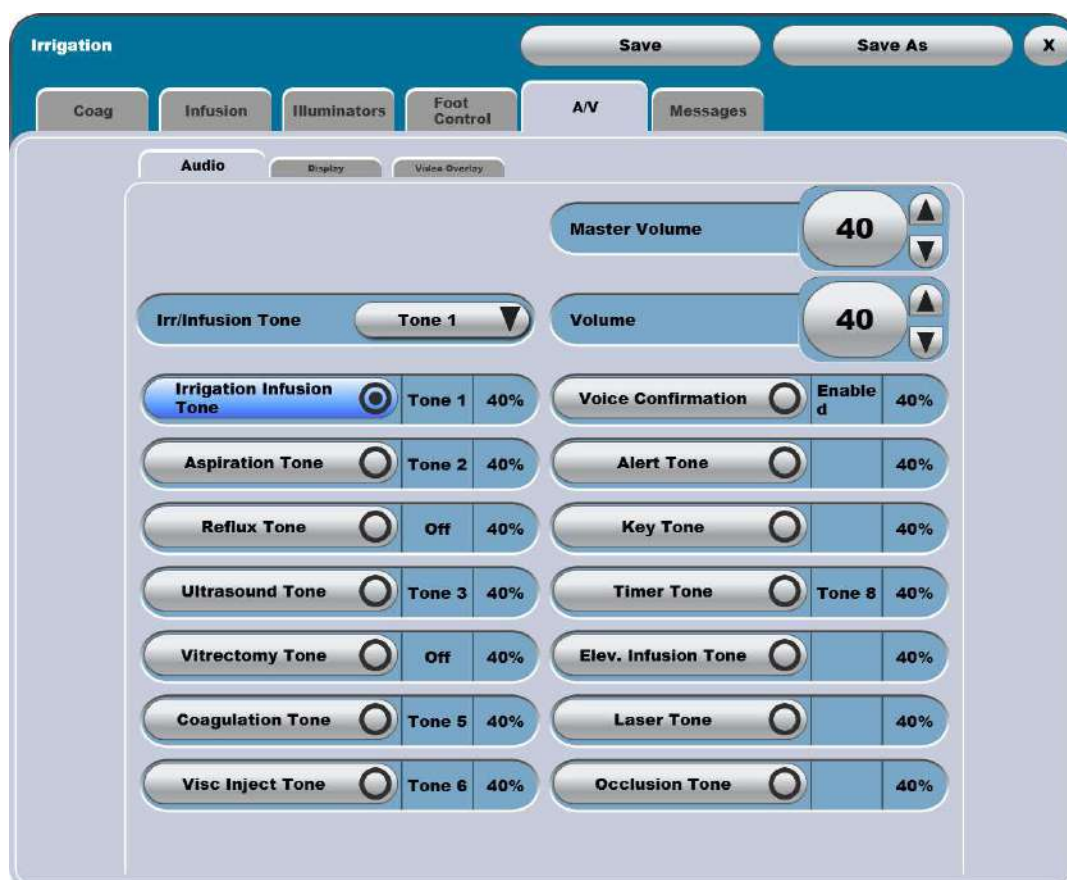 Irrigation
Save
Save As
X
Coag
Infusion
Illuminators
Foot
Control
A/V
Messages
Audio
Display
Video Overlay
Master Volume
40
Irr/Infusion Tone
Tone 1
Volume
40
Irrigation Infusion
Tone
Tone 1
40%
Voice Confirmation
Enable
d
40%
Aspiration Tone
Tone 2
40%
Alert Tone
40%
Reflux Tone
Off
40%
Key Tone
40%
Ultrasound Tone
Tone 3
40%
Timer Tone
Tone 8
40%
Vitrectomy Tone
Off
40%
Elev. Infusion Tone
40%
Coagulation Tone
Tone 5
40%
Laser Tone
40%
Visc Inject Tone
Tone 6
40%
Occlusion Tone
40%